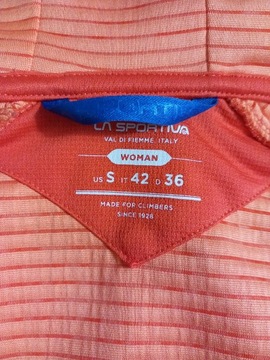 LA SPORTIVA
VAL DI FIEMME, ITALY
WOMAN
US S IT 42 D 36
MADE FOR CLIMBERS
SINCE 1928